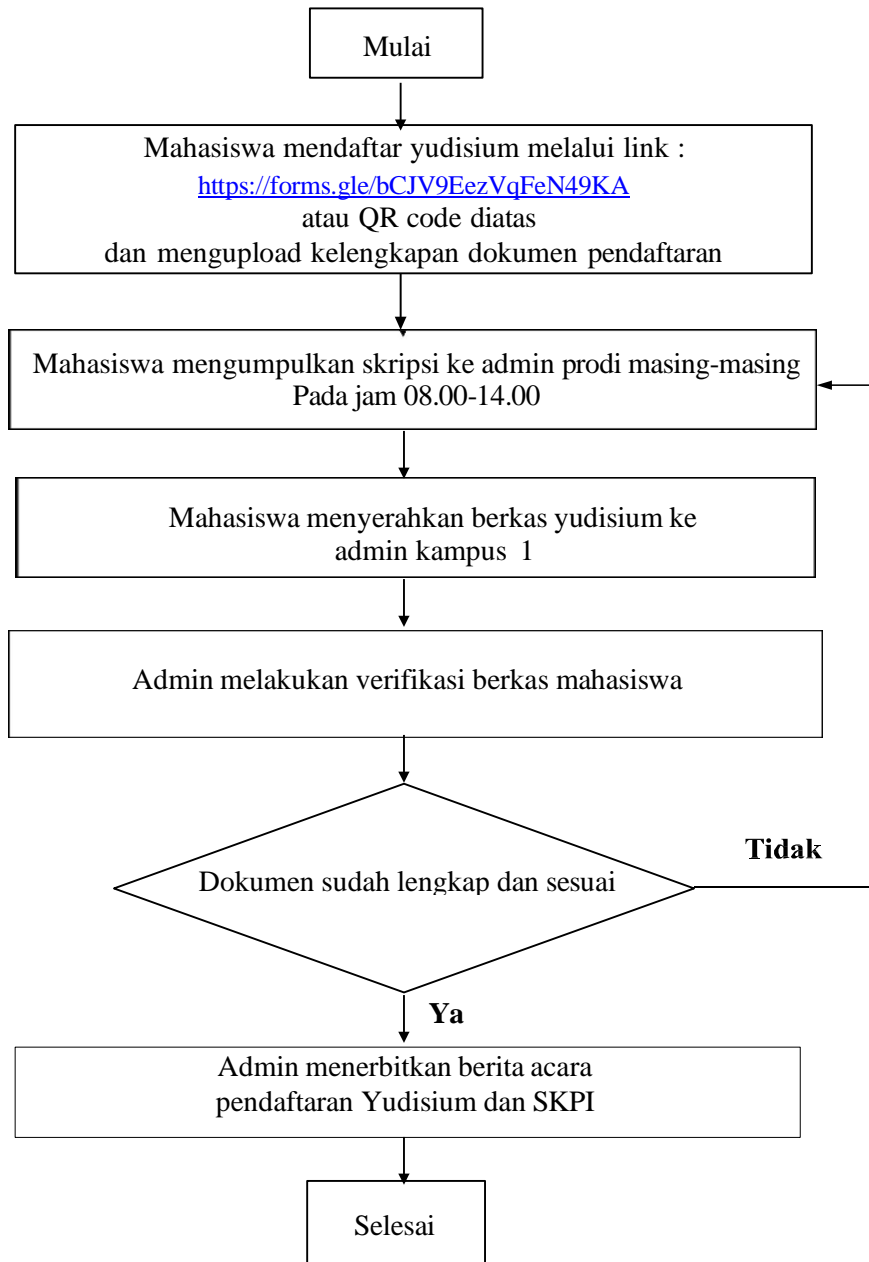 Mulai
Mahasiswa mendaftar yudisium melalui link :
https://forms.gle/bCJV9EezVqFeN49KA
atau QR code diatas
dan mengupload kelengkapan dokumen pendaftaran
Mahasiswa mengumpulkan skripsi ke admin prodi masing-masing
Pada jam 08.00-14.00
Mahasiswa menyerahkan berkas yudisium ke
admin kampus 1
Admin melakukan verifikasi berkas mahasiswa
Tidak
Dokumen sudah lengkap dan sesuai
Ya
Admin menerbitkan berita acara
pendaftaran Yudisium dan SKPI
Selesai